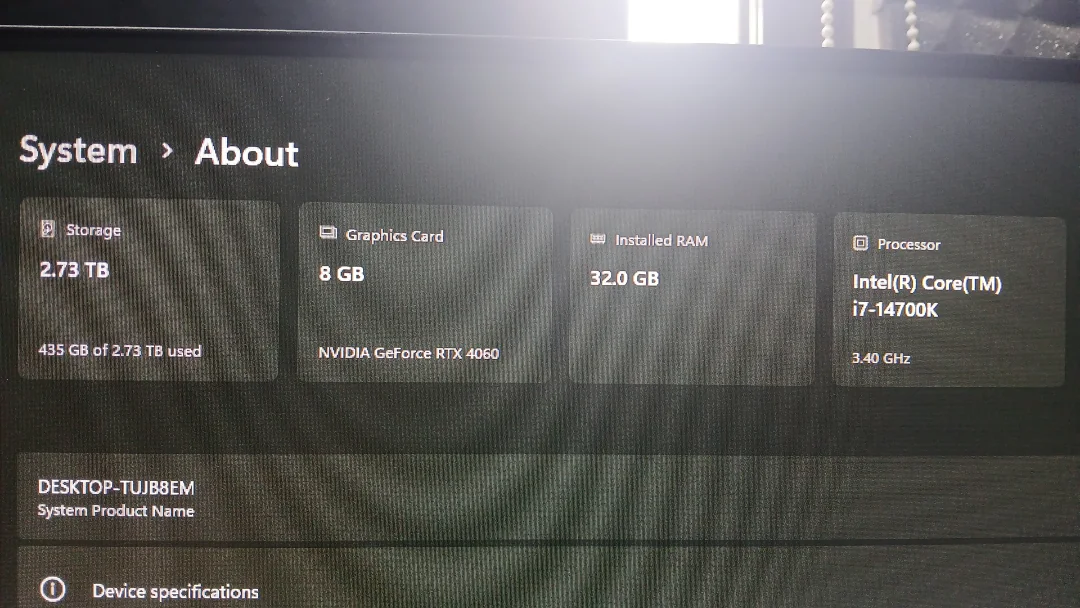 System > About
Storage
2.73 TB
435 GB of 2.73 TB used
Graphics Card
8 GB
NVIDIA GeForce RTX 4060
Installed RAM
32.0 GB
Processor
Intel(R) Core(TM)
i7-14700K
3.40 GHz
DESKTOP-TUJB8EM
System Product Name
Device specifications